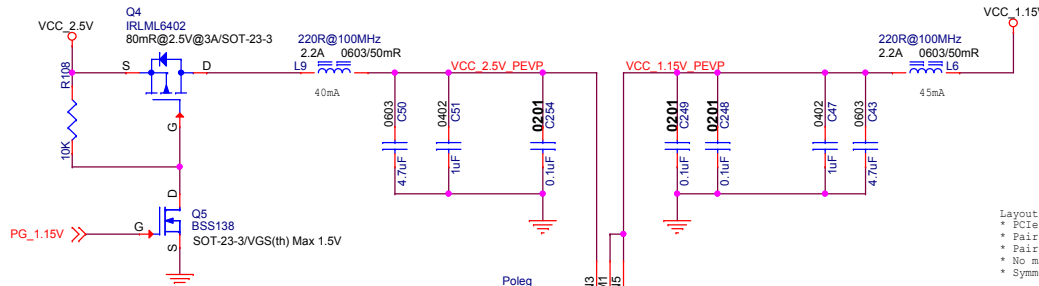 Q4
IRLML6402
80mR@2.5V@3A/SOT-23-3
VCC_2.5V
S
D
G
R108
10K
220R@100MHz
2.2A 0603/50mR
L9
40mA
VCC_2.5V_PEVP
0603
C50
4.7uF
0402
C51
1uF
0201
C254
0.1uF
VCC_1.15V_PEVP
0201
C249
0.1uF
0201
C248
0.1uF
0402
C47
1uF
0603
C43
4.7uF
220R@100MHz
2.2A 0603/50mR
L6
45mA
VCC_1.15V
D
Q5
BSS138
SOT-23-3/VGS(th) Max 1.5V
G
S
PG_1.15V
Poleg
Layout
* PCIe
* Pair
* Pair
* No m
* Symm